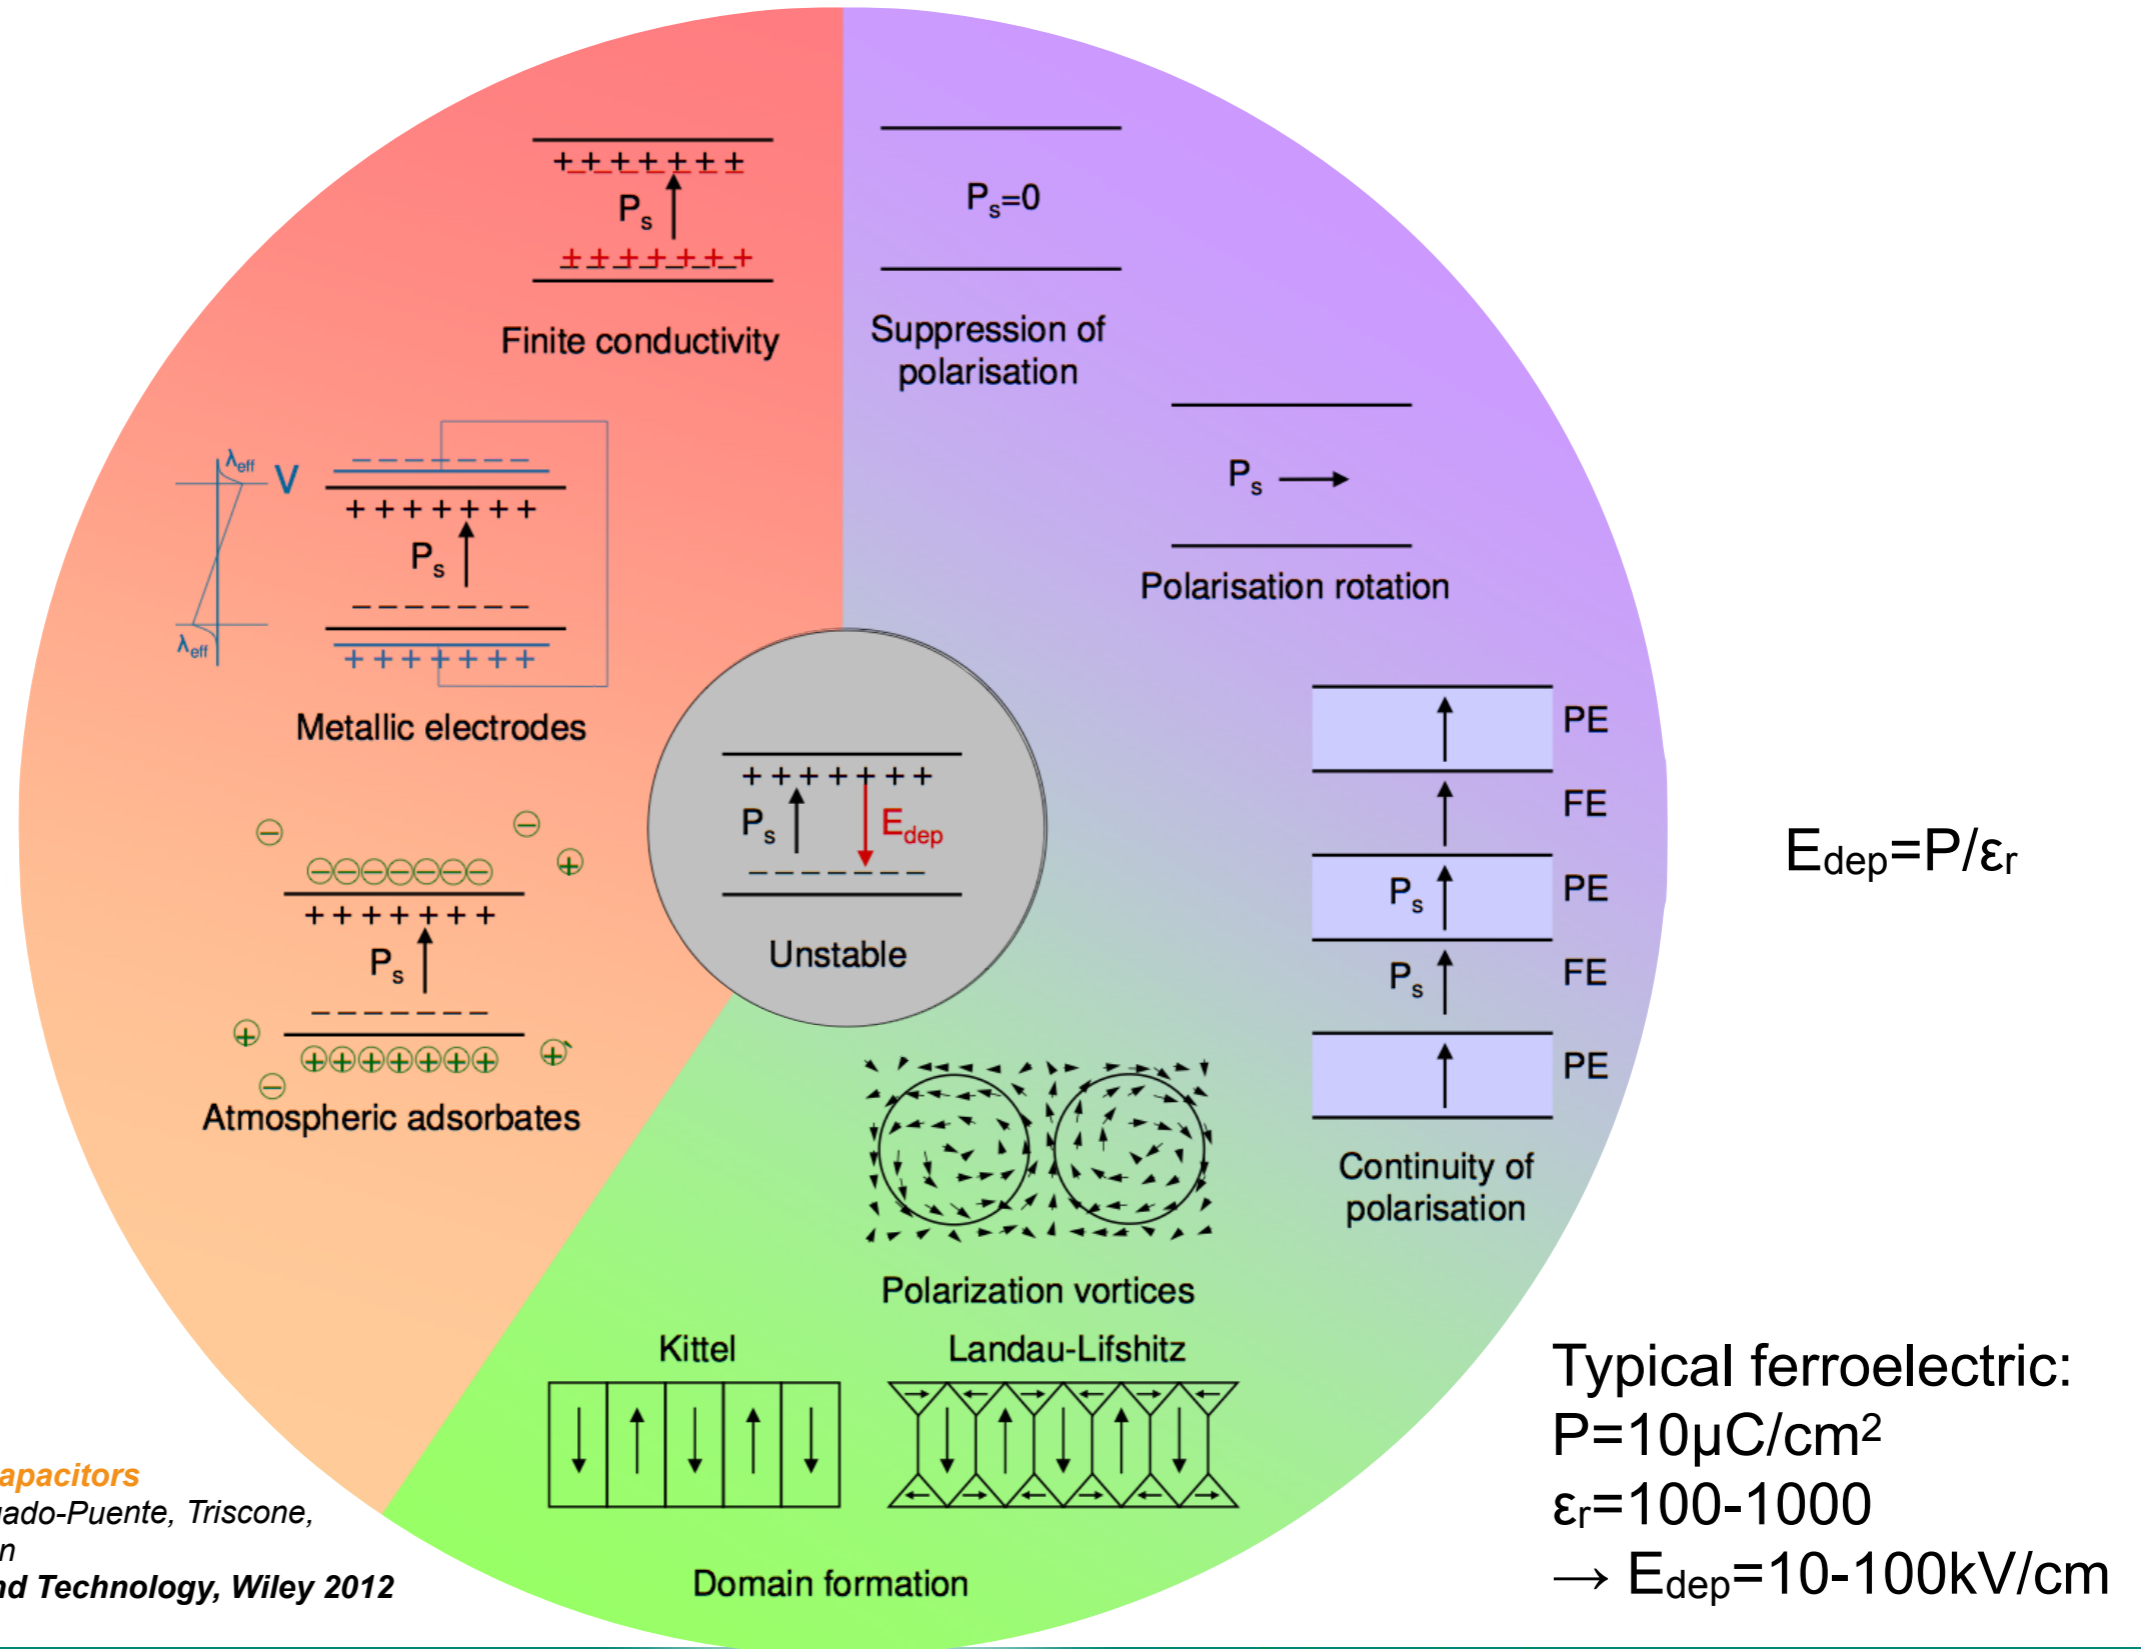 + + + + + + +
− − − − − − −
Ps
+ + + + + + +
− − − − − − −
Finite conductivity
Ps=0
Suppression of
polarisation
Ps
Polarisation rotation
λeff
V
− − − − − − −
+ + + + + + +
Ps
− − − − − − −
λeff
+ + + + + + +
Metallic electrodes
+ + + + + + +
Ps
Edep
− − − − − − −
Unstable
PE
FE
Ps
PE
Ps
FE
PE
Continuity of
polarisation
Edep=P/εr
− − +
− − − − − − −
+ + + + + + +
Ps
− − − − − − −
+ +
+ + + + + + +
−
Atmospheric adsorbates
Polarization vortices
Kittel
Landau-Lifshitz
Domain formation
Typical ferroelectric:
P=10µC/cm2
εr=100-1000
→ Edep=10-100kV/cm
apacitors
ado-Puente, Triscone,
n
nd Technology, Wiley 2012